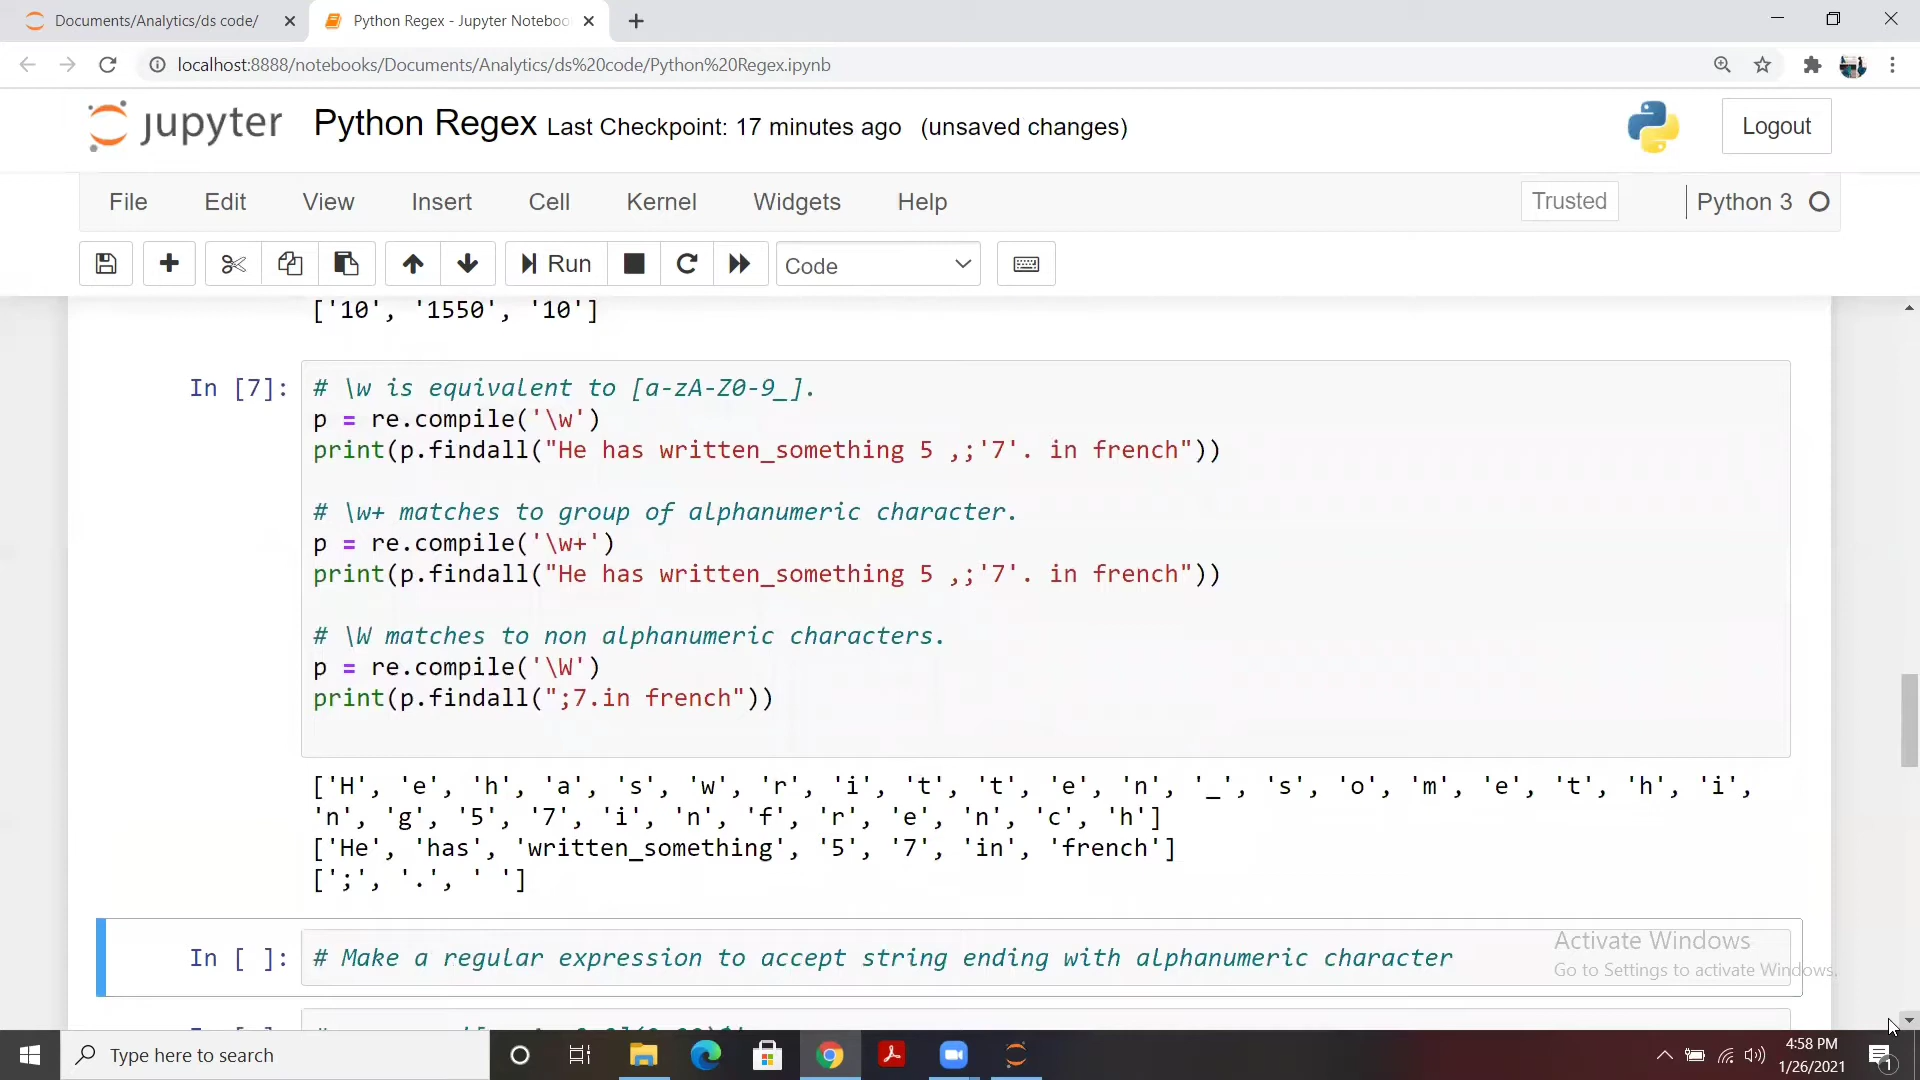 Documents/Analytics/ds code/
Python Regex - Jupyter Noteboo
localhost:8888/notebooks/Documents/Analytics/ds%20code/Python%20Regex.ipynb
jupyter Python Regex Last Checkpoint: 17 minutes ago (unsaved changes)
Logout
File Edit View Insert Cell Kernel Widgets Help
Trusted
Python 3
Run
Code
['10', '1550', '10']
In [7]: # \w is equivalent to [a-zA-Z0-9_].
p = re.compile('\w')
print(p.findall("He has written_something 5 ,;'7'. in french"))
# \w+ matches to group of alphanumeric character.
p = re.compile('\w+')
print(p.findall("He has written_something 5 ,;'7'. in french"))
# \W matches to non alphanumeric characters.
p = re.compile('\W')
print(p.findall(";7.in french"))
['H', 'e', 'h', 'a', 's', 'w', 'r', 'i', 't', 't', 'e', 'n', '_', 's', 'o', 'm', 'e', 't', 'h', 'i',
'n', 'g', '5', '7', 'i', 'n', 'f', 'r', 'e', 'n', 'c', 'h']
['He', 'has', 'written_something', '5', '7', 'in', 'french']
[';', '.', ' ']
In [ ]: # Make a regular expression to accept string ending with alphanumeric character
Activate Windows
Go to Settings to activate Windows.
Type here to search
4:58 PM
1/26/2021
1